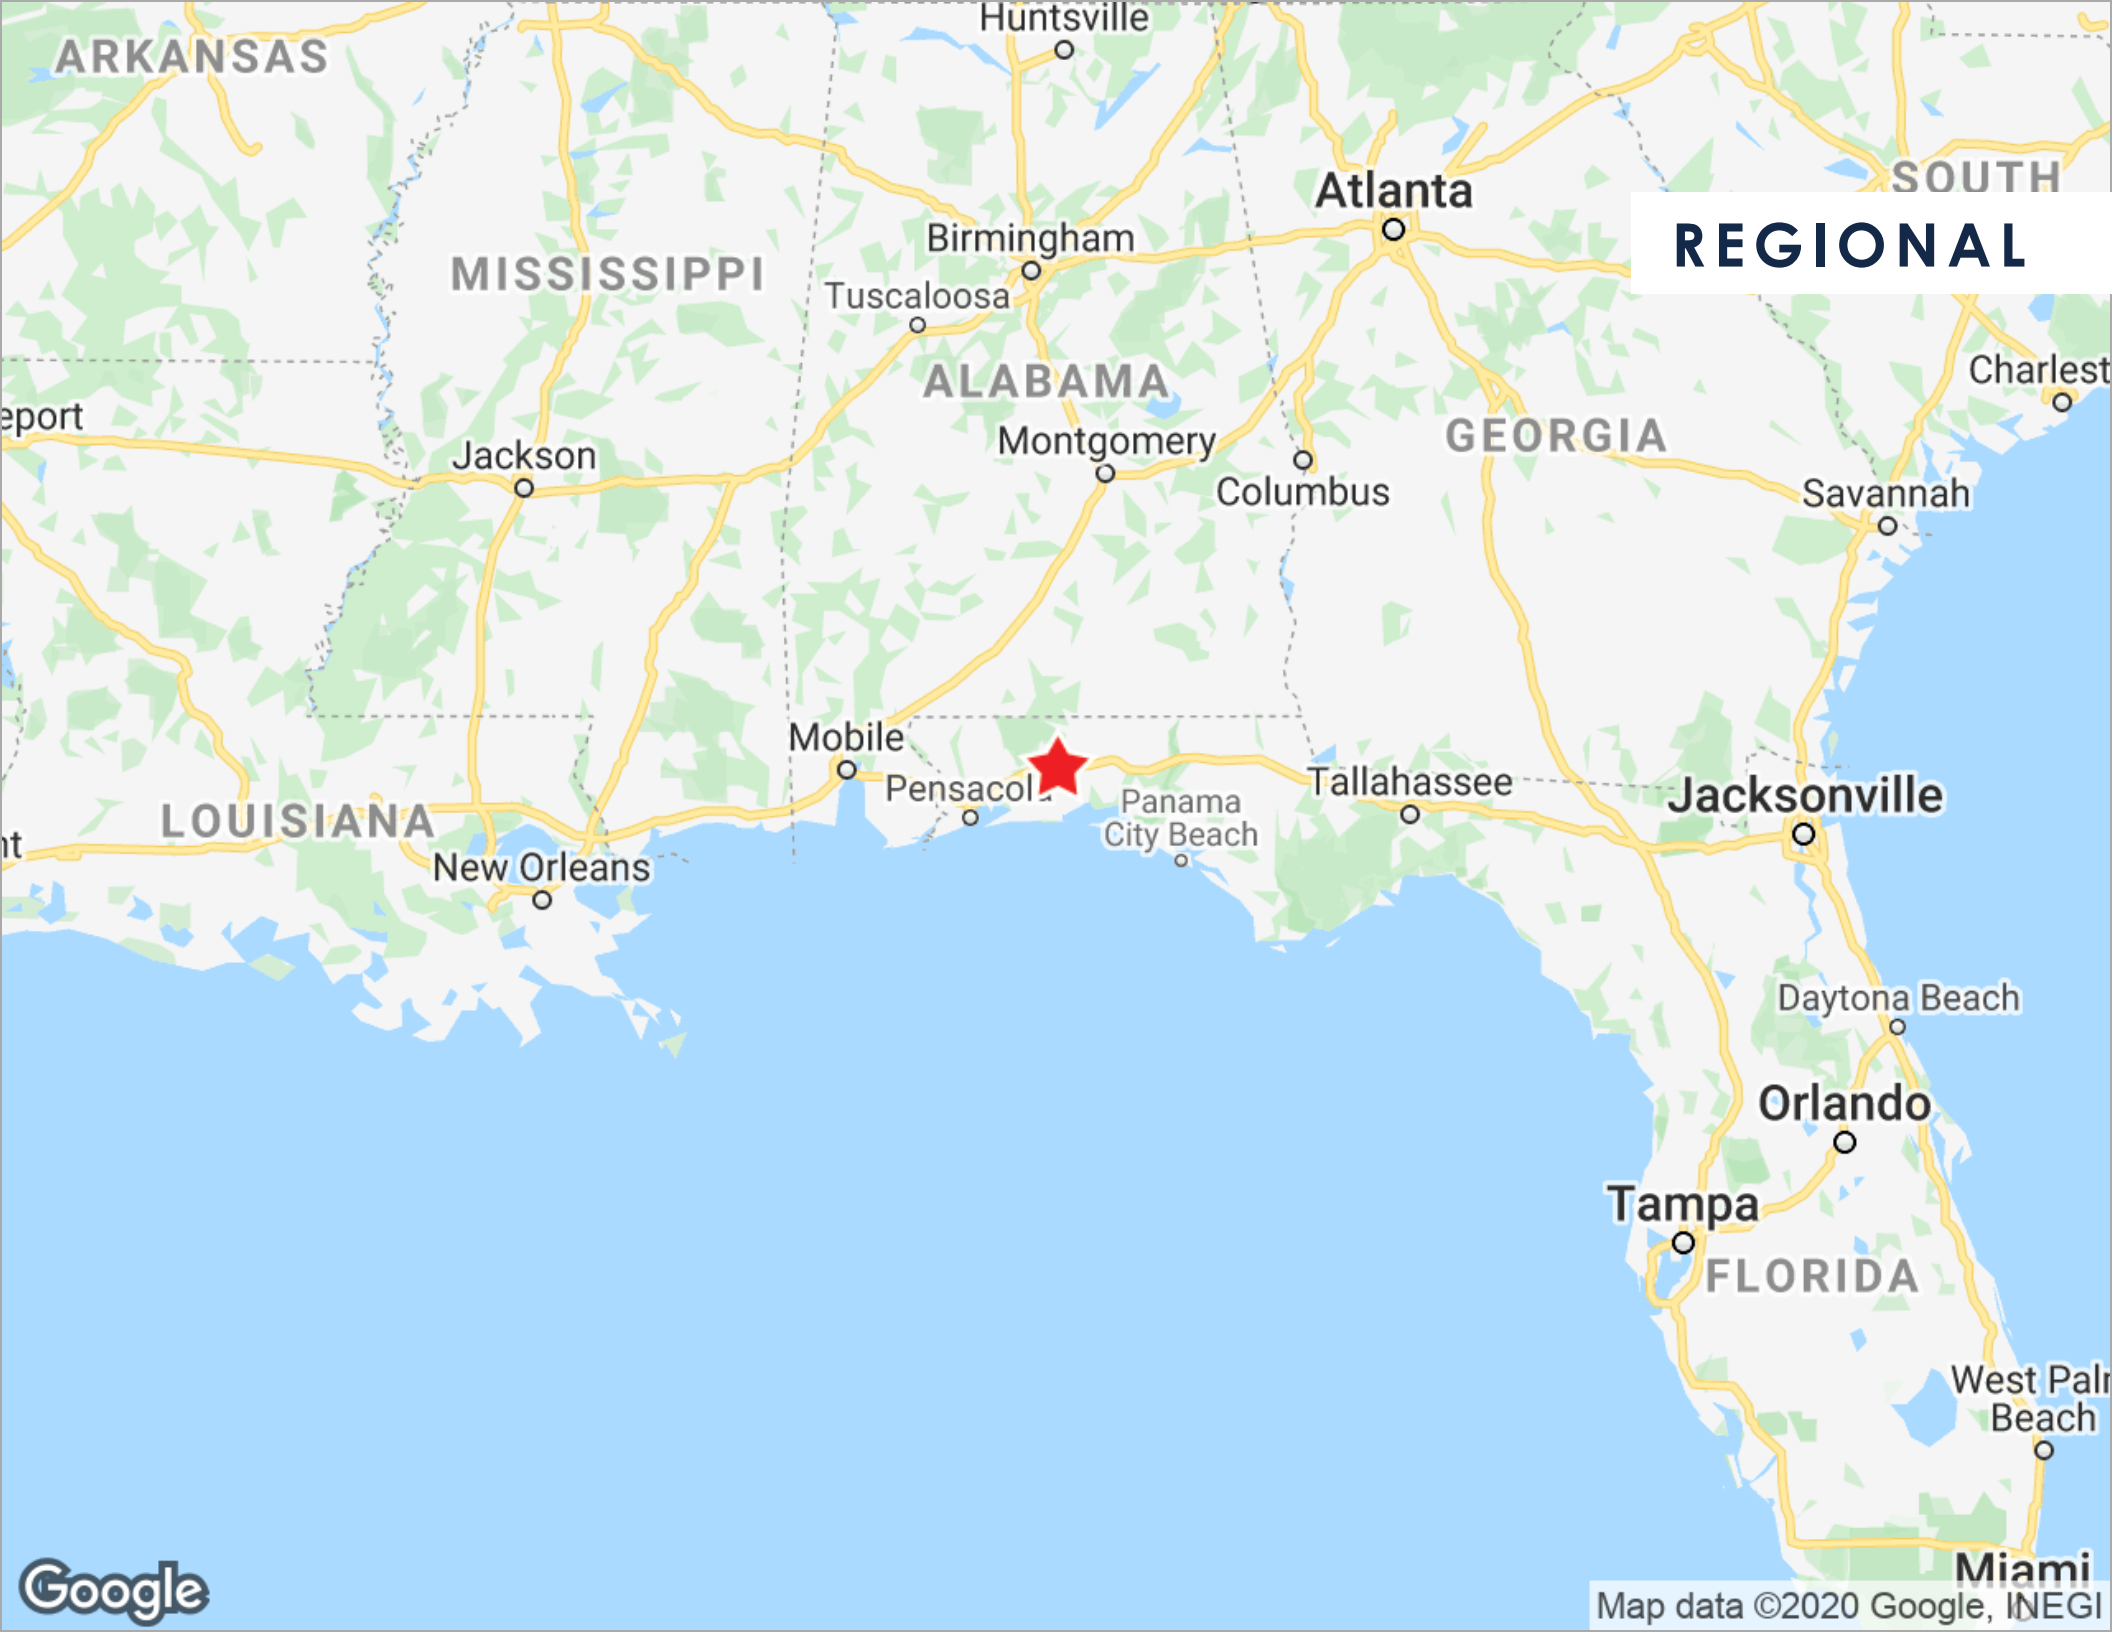 Huntsville
ARKANSAS
SOUTH
Atlanta
REGIONAL
Birmingham
MISSISSIPPI
Tuscaloosa
Charlest
ALABAMA
eport
GEORGIA
Montgomery
Jackson
Columbus
Savannah
Mobile
Pensacola
Tallahassee
Jacksonville
Panama
City Beach
LOUISIANA
nt
New Orleans
Daytona Beach
Orlando
Tampa
FLORIDA
West Palm
Beach
Miami
Google
Map data ©2020 Google, INEGI